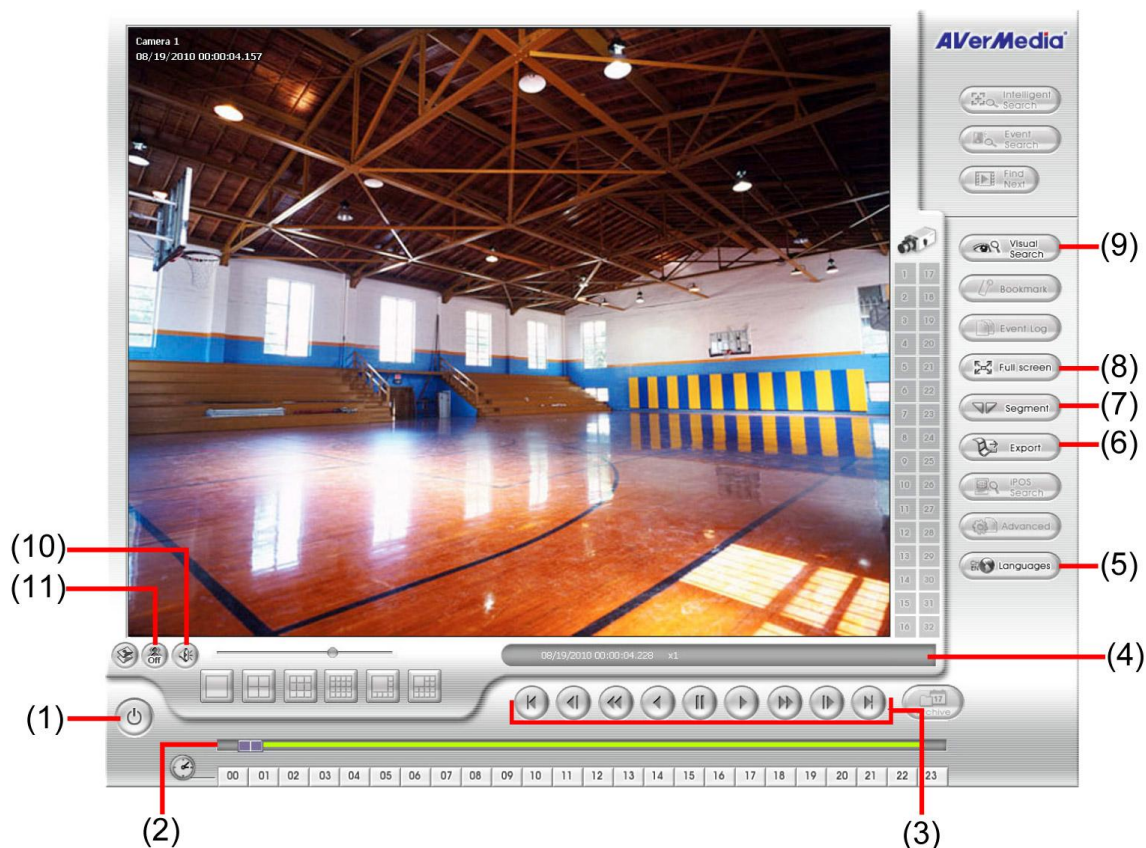 Camera 1
08/19/2010 00:00:04.157
AVerMedia
Intelligent
Search
Event
Search
Find
Next
Visual
Search
(9)
1 17
2 18
Bookmark
3 19
Event Log
4 20
5 21
Full screen
(8)
6 22
7 23
Segment
(7)
8 24
9 25
Export
(6)
10 26
iPOS
Search
11 27
12 28
Advanced
13 29
Languages
(5)
14 30
15 31
16 32
(10)
(11)
Off
08/19/2010 00:00:04.228 x1
(4)
(1)
17
(2)
00 01 02 03 04 05 06 07 08 09 10 11 12 13 14 15 16 17 18 19 20 21 22 23
(3)